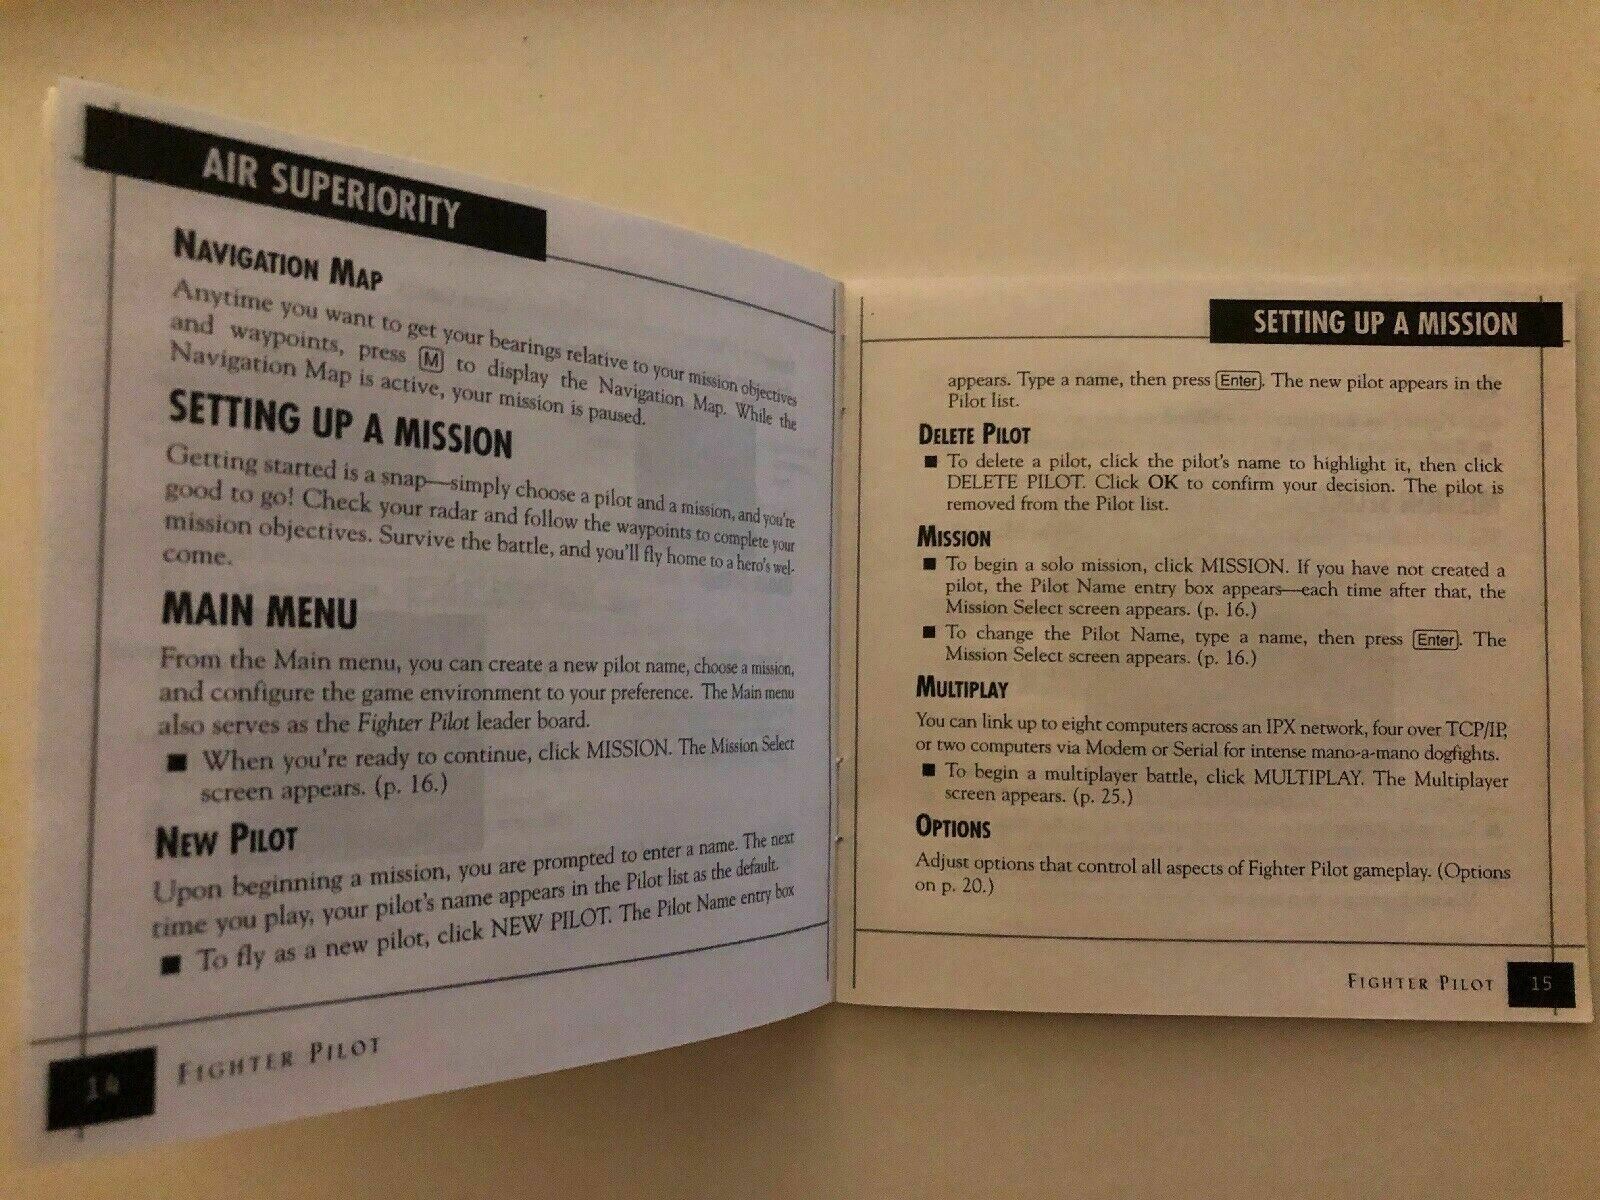 AIR SUPERIORITY
NAVIGATION MAP
Anytime you want to get your bearings relative to your mission objectives
and waypoints, press M to display the Navigation Map. While the
Navigation Map is active, your mission is paused.
SETTING UP A MISSION
Getting started is a snap—simply choose a pilot and a mission, and you're
good to go! Check your radar and follow the waypoints to complete your
mission objectives. Survive the battle, and you'll fly home to a hero's wel-
come.
MAIN MENU
From the Main menu, you can create a new pilot name, choose a mission,
and configure the game environment to your preference. The Main menu
also serves as the Fighter Pilot leader board.
■ When you're ready to continue, click MISSION. The Mission Select
screen appears. (p. 16.)
NEW PILOT
Upon beginning a mission, you are prompted to enter a name. The next
time you play, your pilot's name appears in the Pilot list as the default.
■ To fly as a new pilot, click NEW PILOT. The Pilot Name entry box
14 FIGHTER PILOT
SETTING UP A MISSION
appears. Type a name, then press Enter. The new pilot appears in the
Pilot list.
DELETE PILOT
■ To delete a pilot, click the pilot's name to highlight it, then click
DELETE PILOT. Click OK to confirm your decision. The pilot is
removed from the Pilot list.
MISSION
■ To begin a solo mission, click MISSION. If you have not created a
pilot, the Pilot Name entry box appears—each time after that, the
Mission Select screen appears. (p. 16.)
■ To change the Pilot Name, type a name, then press Enter. The
Mission Select screen appears. (p. 16.)
MULTIPLAY
You can link up to eight computers across an IPX network, four over TCP/IP,
or two computers via Modem or Serial for intense mano-a-mano dogfights.
■ To begin a multiplayer battle, click MULTIPLAY. The Multiplayer
screen appears. (p. 25.)
OPTIONS
Adjust options that control all aspects of Fighter Pilot gameplay. (Options
on p. 20.)
FIGHTER PILOT 15